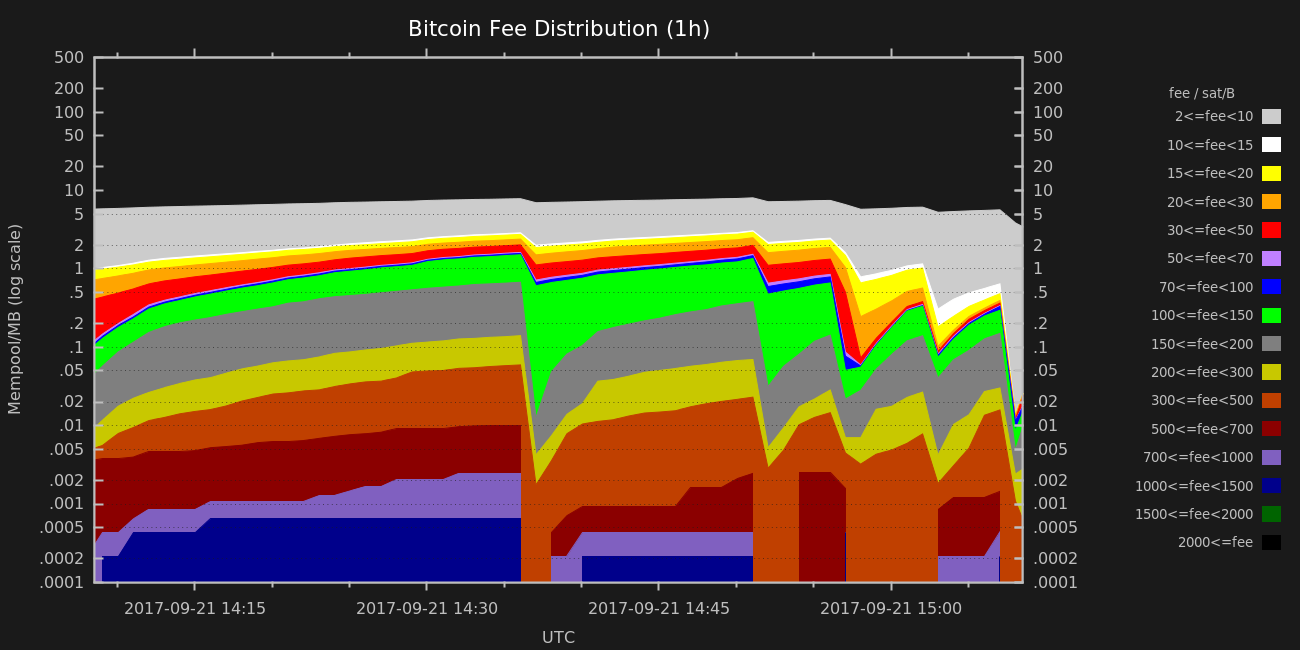 Bitcoin Fee Distribution (1h)
500 500
200 200
100 100
50 50
20 20
10 10
5 5
2 2
1 1
.5 .5
.2 .2
.1 .1
.05 .05
.02 .02
.01 .01
.005 .005
.002 .002
.001 .001
.0005 .0005
.0002 .0002
.0001 .0001
Mempool/MB (log scale)
2017-09-21 14:15 2017-09-21 14:30 2017-09-21 14:45 2017-09-21 15:00
UTC
fee / sat/B
2<=fee<10
10<=fee<15
15<=fee<20
20<=fee<30
30<=fee<50
50<=fee<70
70<=fee<100
100<=fee<150
150<=fee<200
200<=fee<300
300<=fee<500
500<=fee<700
700<=fee<1000
1000<=fee<1500
1500<=fee<2000
2000<=fee